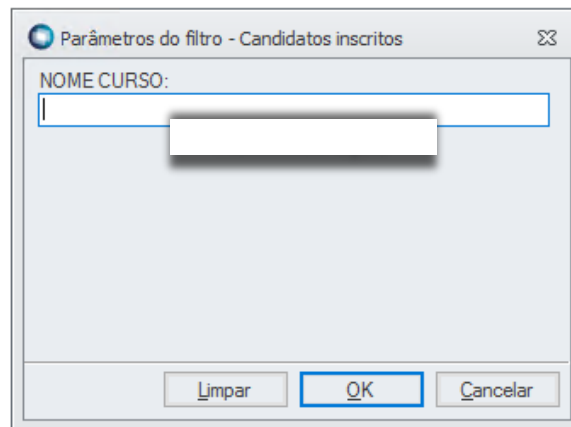 Parâmetros do filtro - Candidatos inscritos
NOME CURSO:
Limpar OK Cancelar